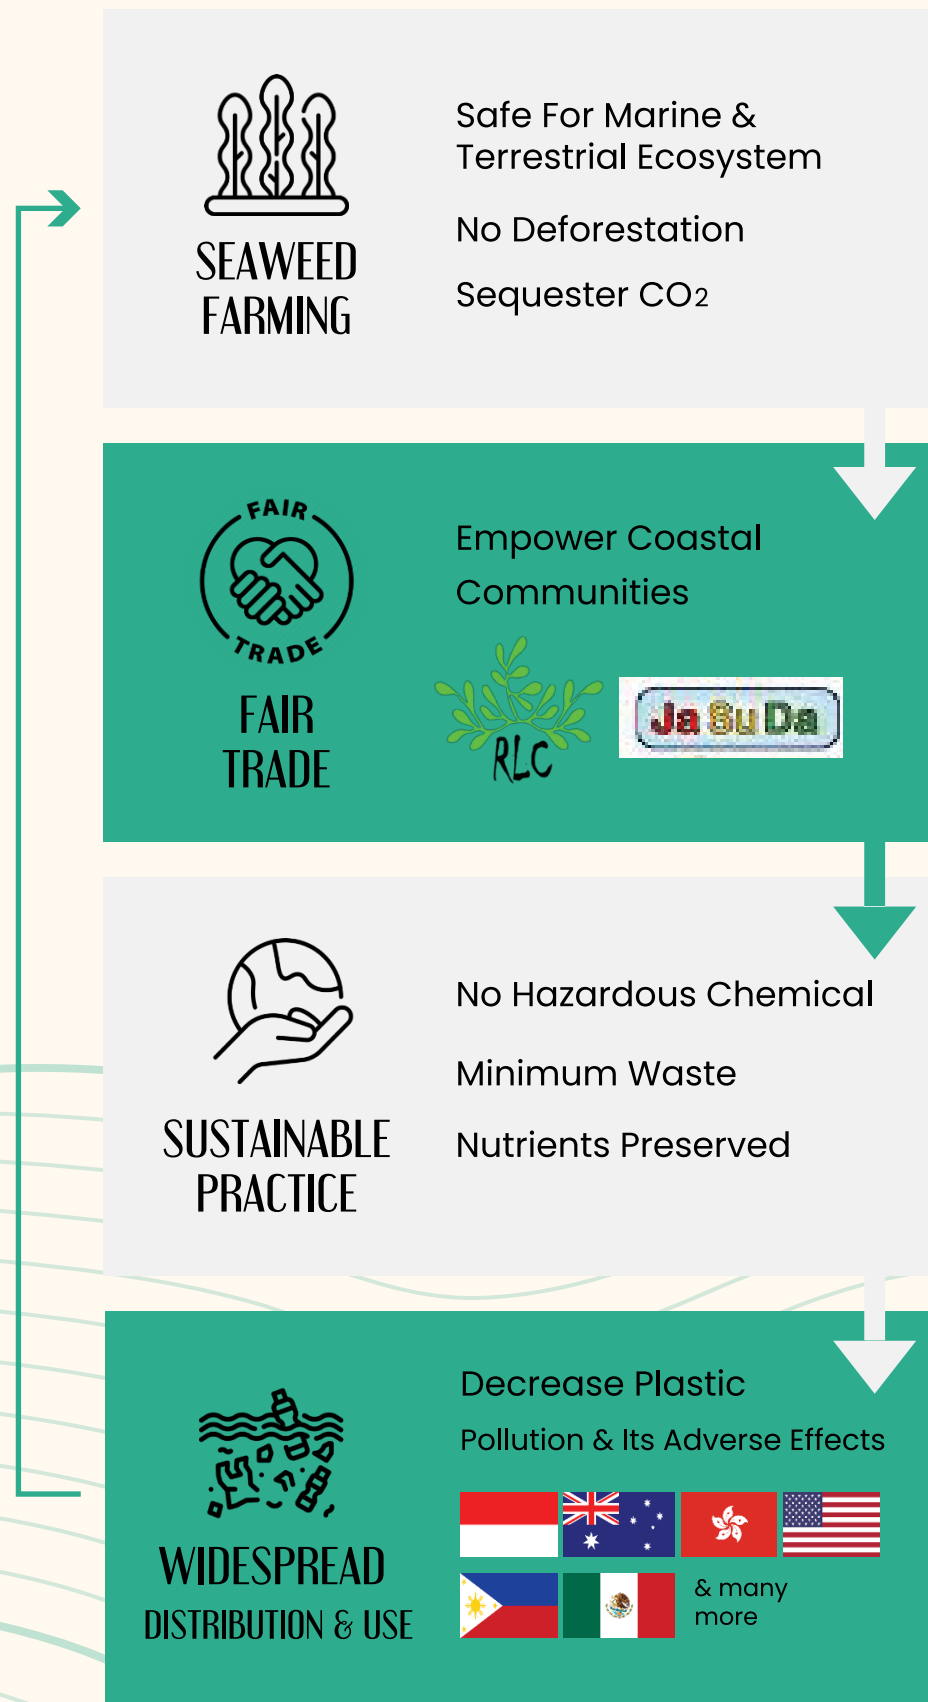 SEAWEED
FARMING
Safe For Marine &
Terrestrial Ecosystem
No Deforestation
Sequester CO2
FAIR
TRADE
FAIR
TRADE
Empower Coastal
Communities
RLC
JaSuDa
SUSTAINABLE
PRACTICE
No Hazardous Chemical
Minimum Waste
Nutrients Preserved
WIDESPREAD
DISTRIBUTION & USE
Decrease Plastic
Pollution & Its Adverse Effects
& many
more